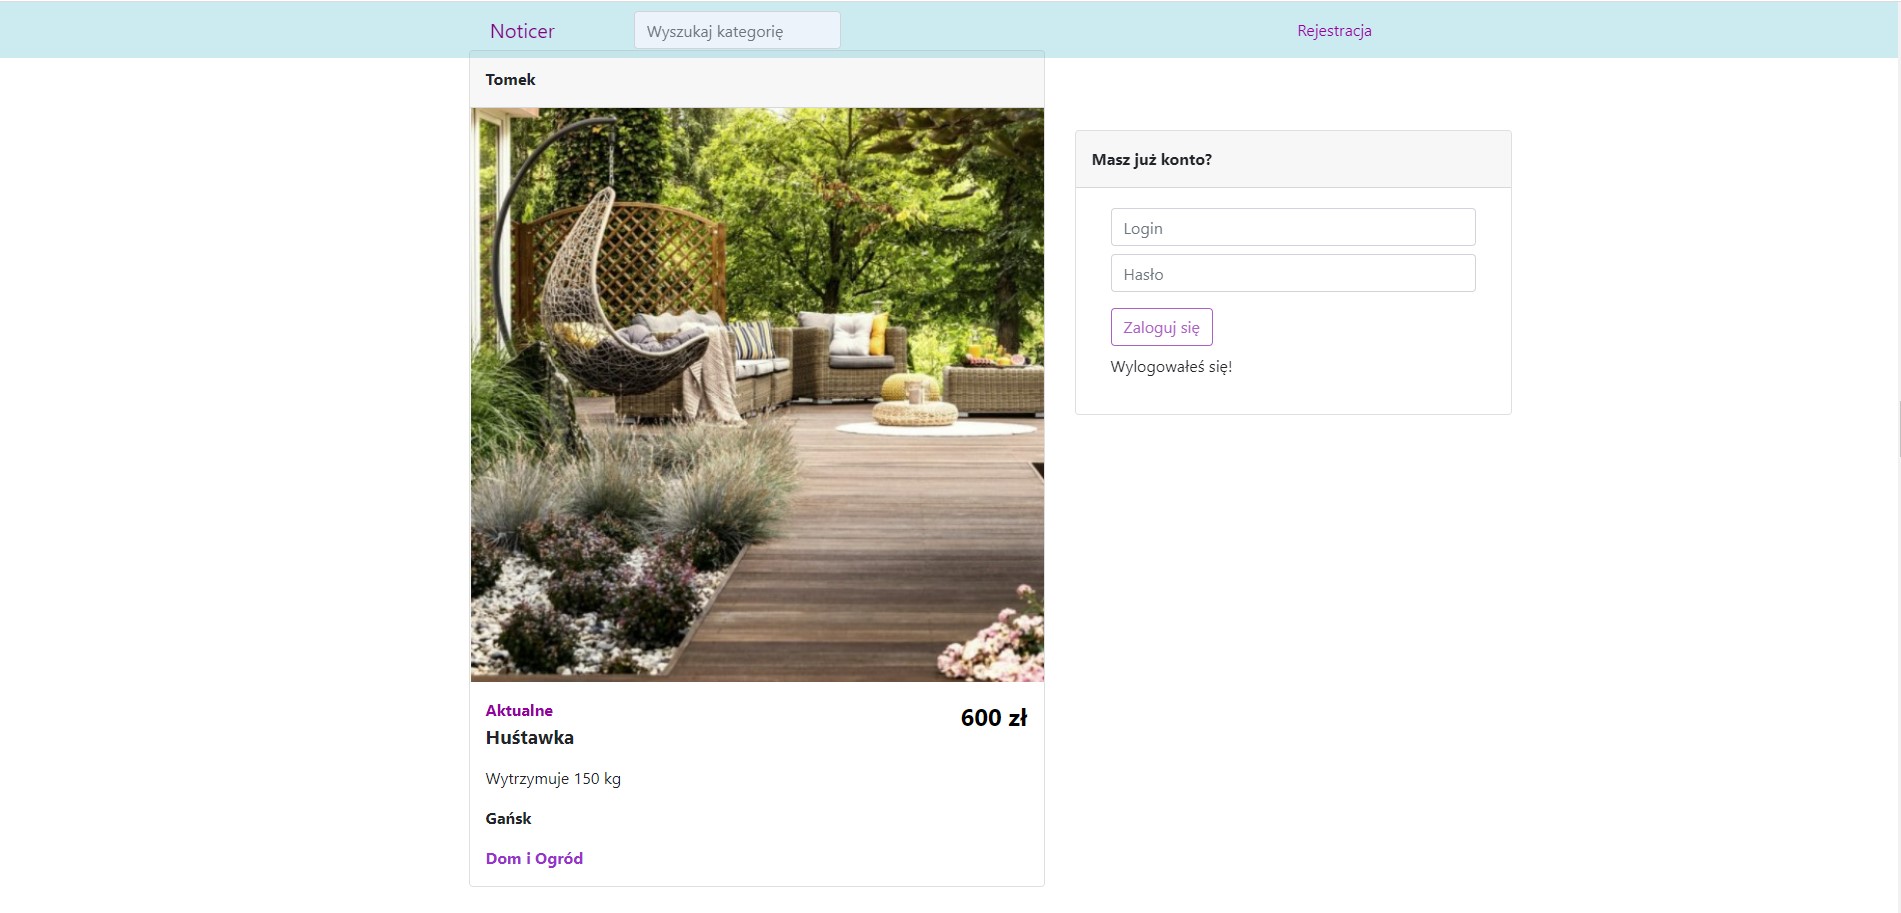 Noticer
Wyszukaj kategorię
Rejestracja
Tomek
Masz już konto?
Login
Hasło
Zaloguj się
Wylogowałeś się!
Aktualne
600 zł
Huśtawka
Wytrzymuje 150 kg
Gańsk
Dom i Ogród